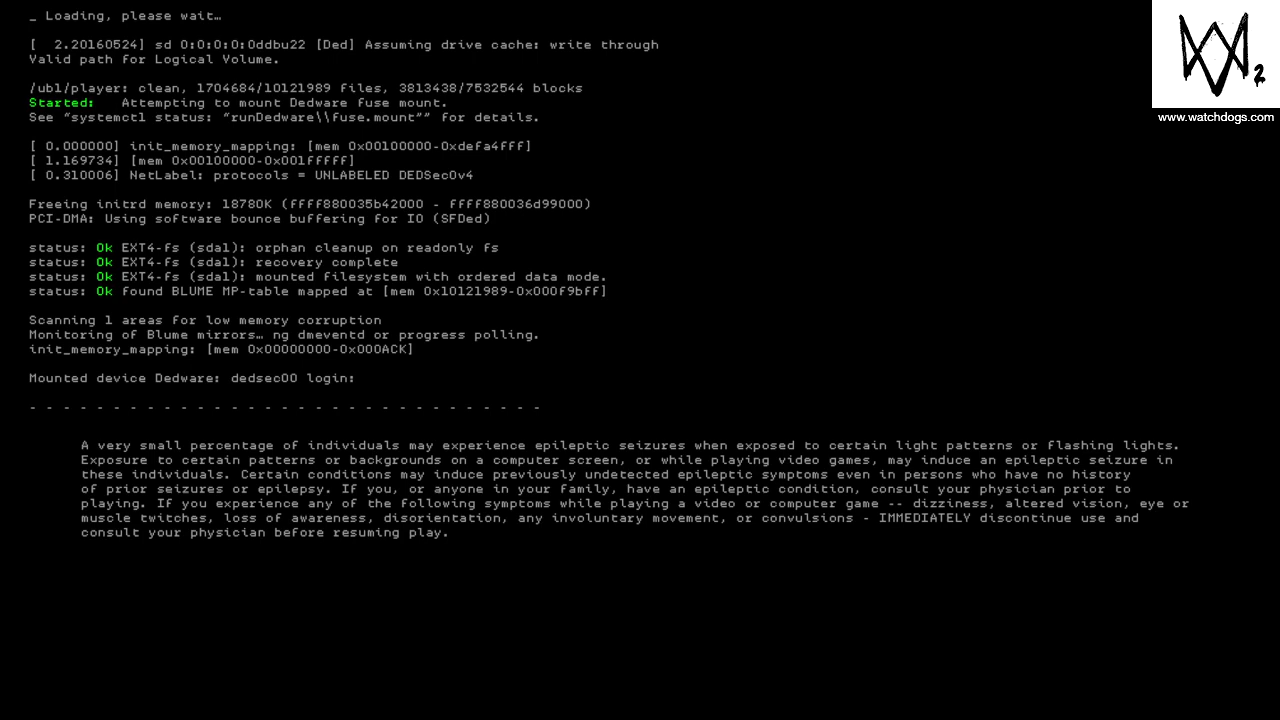 _ Loading, please wait…
[  2.20160524] sd 0:0:0:0:0ddbu22 [Ded] Assuming drive cache: write through
Valid path for Logical Volume.
/ubl/player: clean, 1704684/10121989 files, 3813438/7532544 blocks
Started:   Attempting to mount Dedware fuse mount.
See “systemctl status: “runDedware\\fuse.mount”” for details.
[ 0.000000] init_memory_mapping: [mem 0x00100000-0xdefa4fff]
[ 1.169734] [mem 0x00100000-0x001fffff]
[ 0.310006] NetLabel: protocols = UNLABELED DEDSecOv4
Freeing initrd memory: 18780K (ffff880035b42000 - ffff880036d99000)
PCI-DMA: Using software bounce buffering for IO (SFDed)
status: Ok EXT4-fs (sda1): orphan cleanup on readonly fs
status: Ok EXT4-fs (sda1): recovery complete
status: Ok EXT4-fs (sda1): mounted filesystem with ordered data mode.
status: Ok found BLUME MP-table mapped at [mem 0x10121989-0x000f9bff]
Scanning 1 areas for low memory corruption
Monitoring of Blume mirrors… ng dmeventd or progress polling.
init_memory_mapping: [mem 0x00000000-0x000ACK]
Mounted device Dedware: dedsec00 login:
- - - - - - - - - - - - - - - - - - - - - - - - - - - - - - -
A very small percentage of individuals may experience epileptic seizures when exposed to certain light patterns or flashing lights.
Exposure to certain patterns or backgrounds on a computer screen, or while playing video games, may induce an epileptic seizure in
these individuals. Certain conditions may induce previously undetected epileptic symptoms even in persons who have no history
of prior seizures or epilepsy. If you, or anyone in your family, have an epileptic condition, consult your physician prior to
playing. If you experience any of the following symptoms while playing a video or computer game -- dizziness, altered vision, eye or
muscle twitches, loss of awareness, disorientation, any involuntary movement, or convulsions - IMMEDIATELY discontinue use and
consult your physician before resuming play.
2
www.watchdogs.com